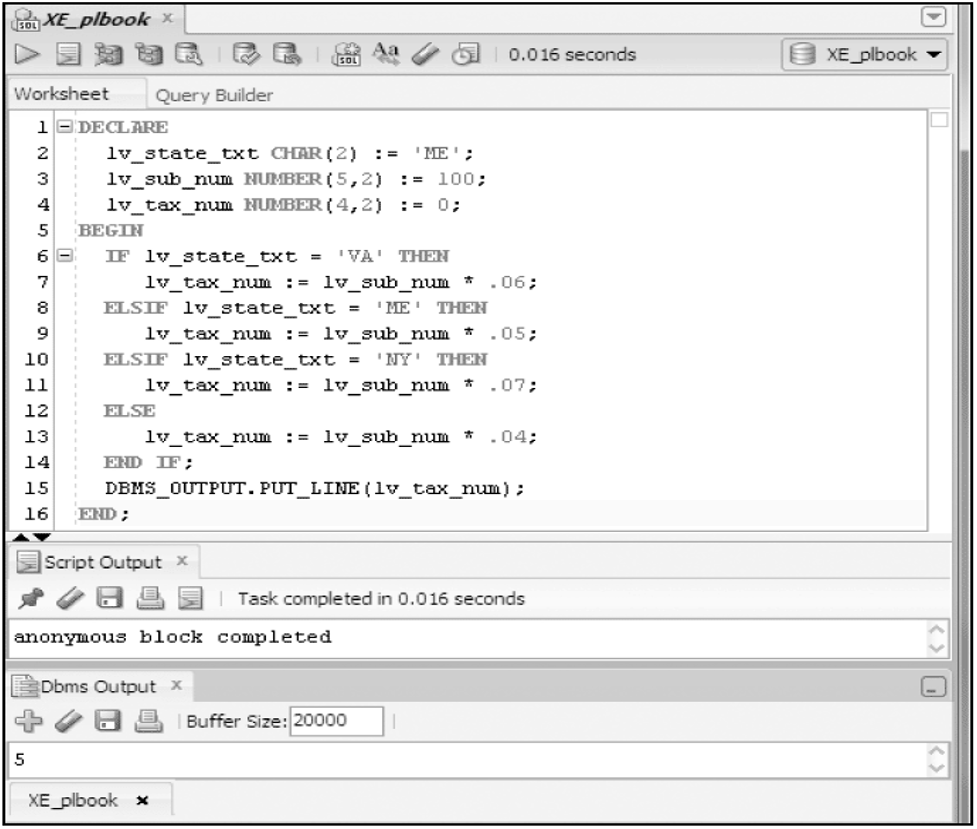 SQL XE_plbook
SQL Aa 0.016 seconds XE_plbook
Worksheet Query Builder
1 DECLARE
2 lv_state_txt CHAR(2) := 'ME';
3 lv_sub_num NUMBER(5,2) := 100;
4 lv_tax_num NUMBER(4,2) := 0;
5 BEGIN
6 IF lv_state_txt = 'VA' THEN
7 lv_tax_num := lv_sub_num * .06;
8 ELSIF lv_state_txt = 'ME' THEN
9 lv_tax_num := lv_sub_num * .05;
10 ELSIF lv_state_txt = 'NY' THEN
11 lv_tax_num := lv_sub_num * .07;
12 ELSE
13 lv_tax_num := lv_sub_num * .04;
14 END IF;
15 DBMS_OUTPUT.PUT_LINE(lv_tax_num);
16 END;
Script Output
Task completed in 0.016 seconds
anonymous block completed
Dbms Output
Buffer Size: 20000
5
XE_plbook